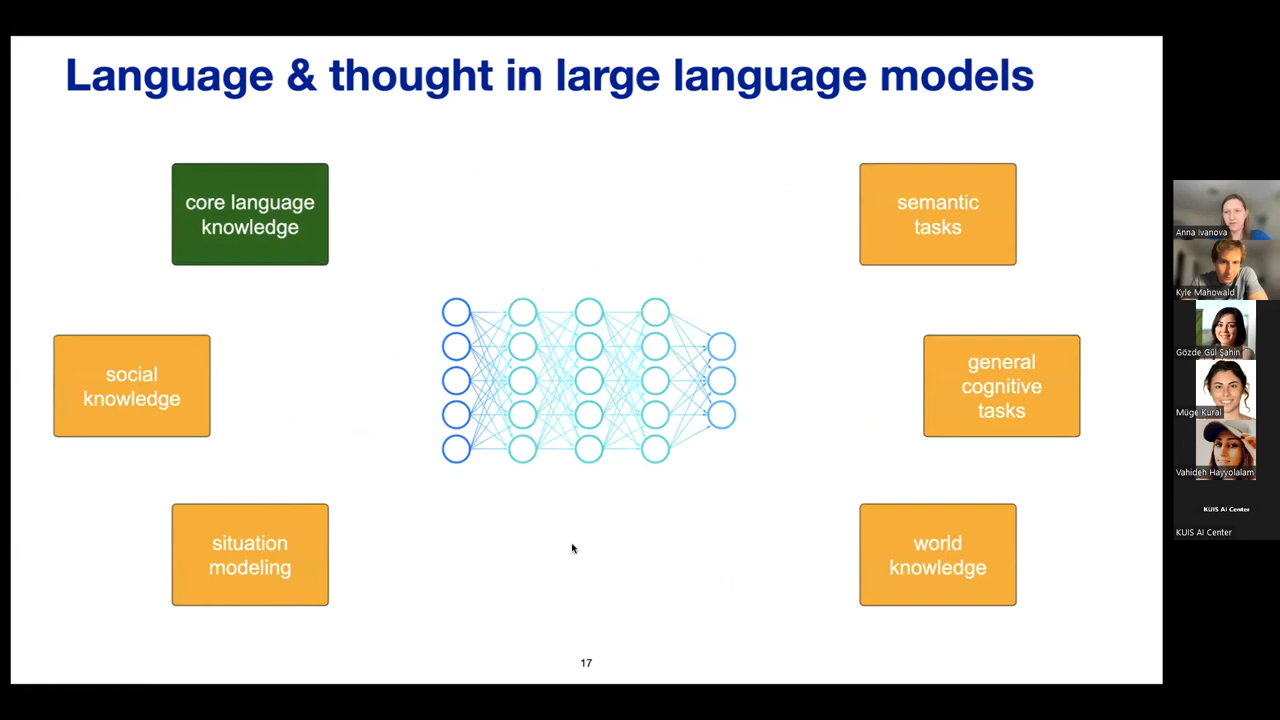 Language & thought in large language models
core language
knowledge
semantic
tasks
social
knowledge
general
cognitive
tasks
situation
modeling
world
knowledge
17
Anna Ivanova
Kyle Mahowald
Gözde Gül Şahin
Müge Kural
Vahideh Hayyolalam
KUIS AI Center
KUIS AI Center